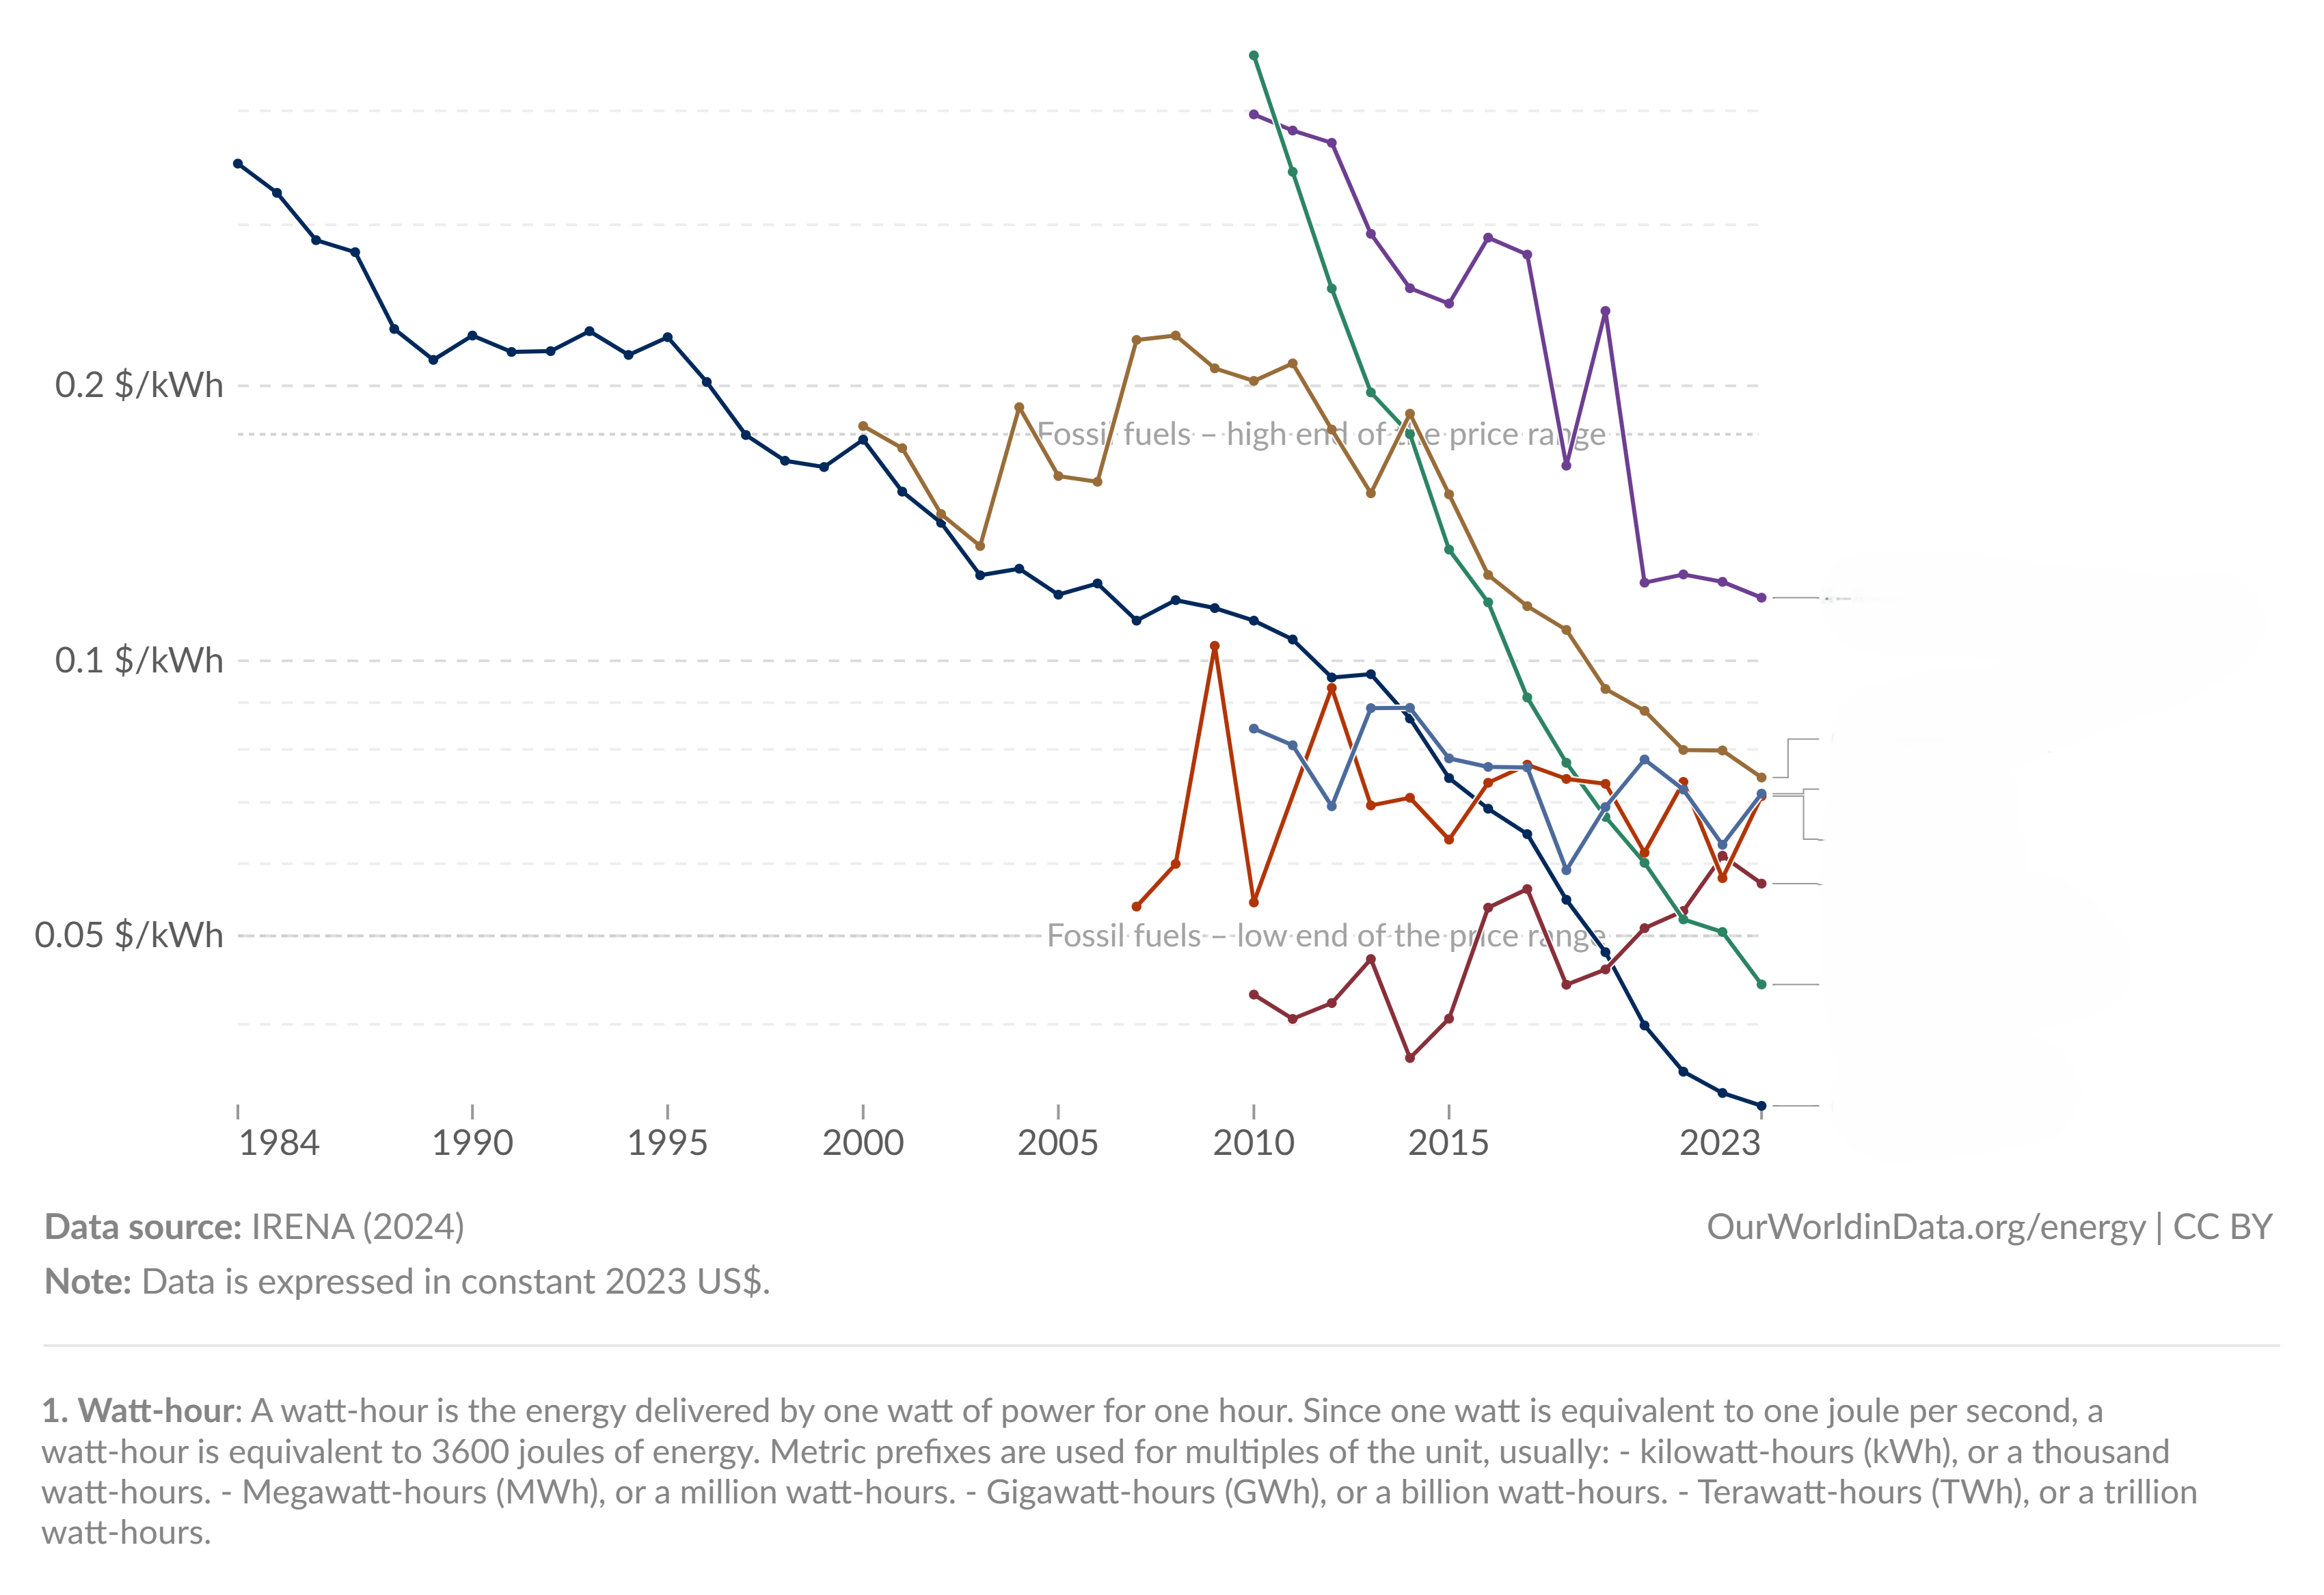 0.2 $/kWh
Fossil fuels – high end of the price range
0.1 $/kWh
0.05 $/kWh
Fossil fuels – low end of the price range
1984 1990 1995 2000 2005 2010 2015 2023
Data source: IRENA (2024)
OurWorldinData.org/energy | CC BY
Note: Data is expressed in constant 2023 US$.
1. Watt-hour: A watt-hour is the energy delivered by one watt of power for one hour. Since one watt is equivalent to one joule per second, a
watt-hour is equivalent to 3600 joules of energy. Metric prefixes are used for multiples of the unit, usually: - kilowatt-hours (kWh), or a thousand
watt-hours. - Megawatt-hours (MWh), or a million watt-hours. - Gigawatt-hours (GWh), or a billion watt-hours. - Terawatt-hours (TWh), or a trillion
watt-hours.